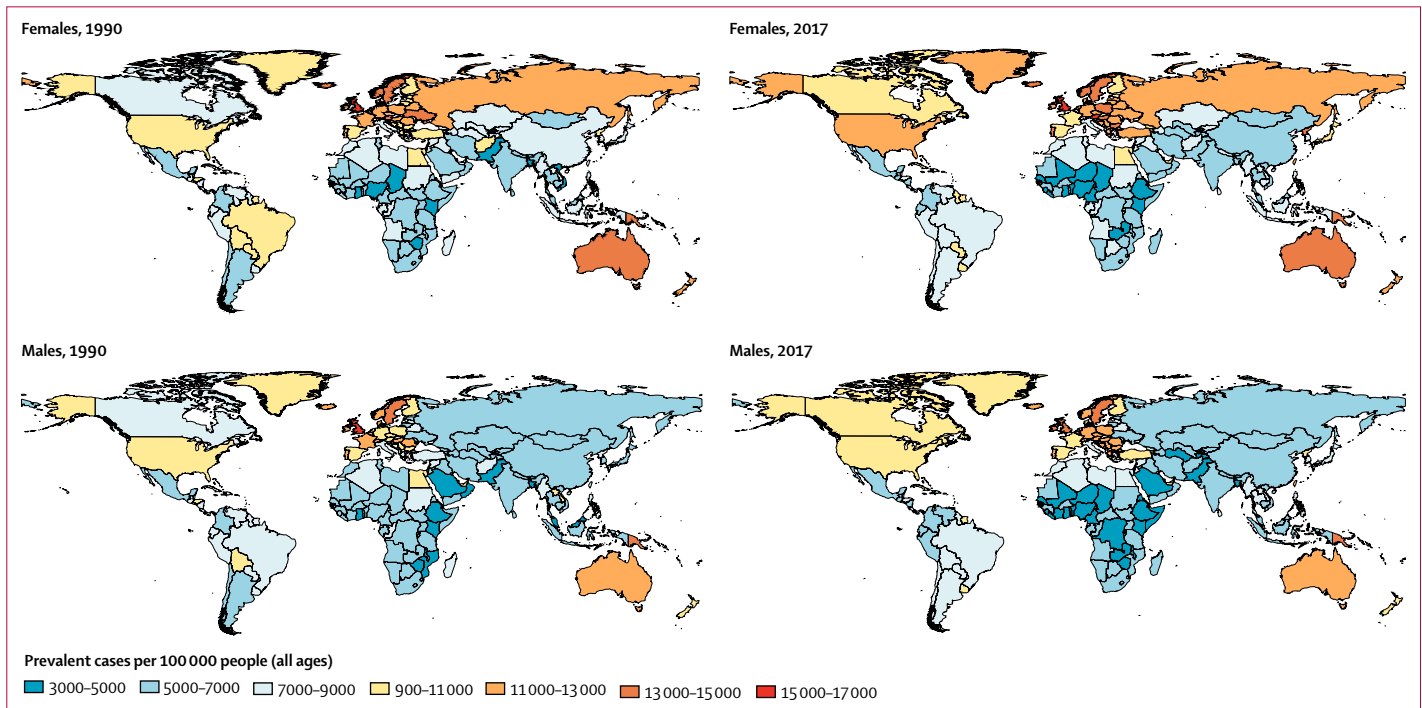 Females, 1990
Females, 2017
Males, 1990
Males, 2017
Prevalent cases per 100 000 people (all ages)
3000–5000 5000–7000 7000–9000 900–11 000 11 000–13 000 13 000–15 000 15 000–17 000